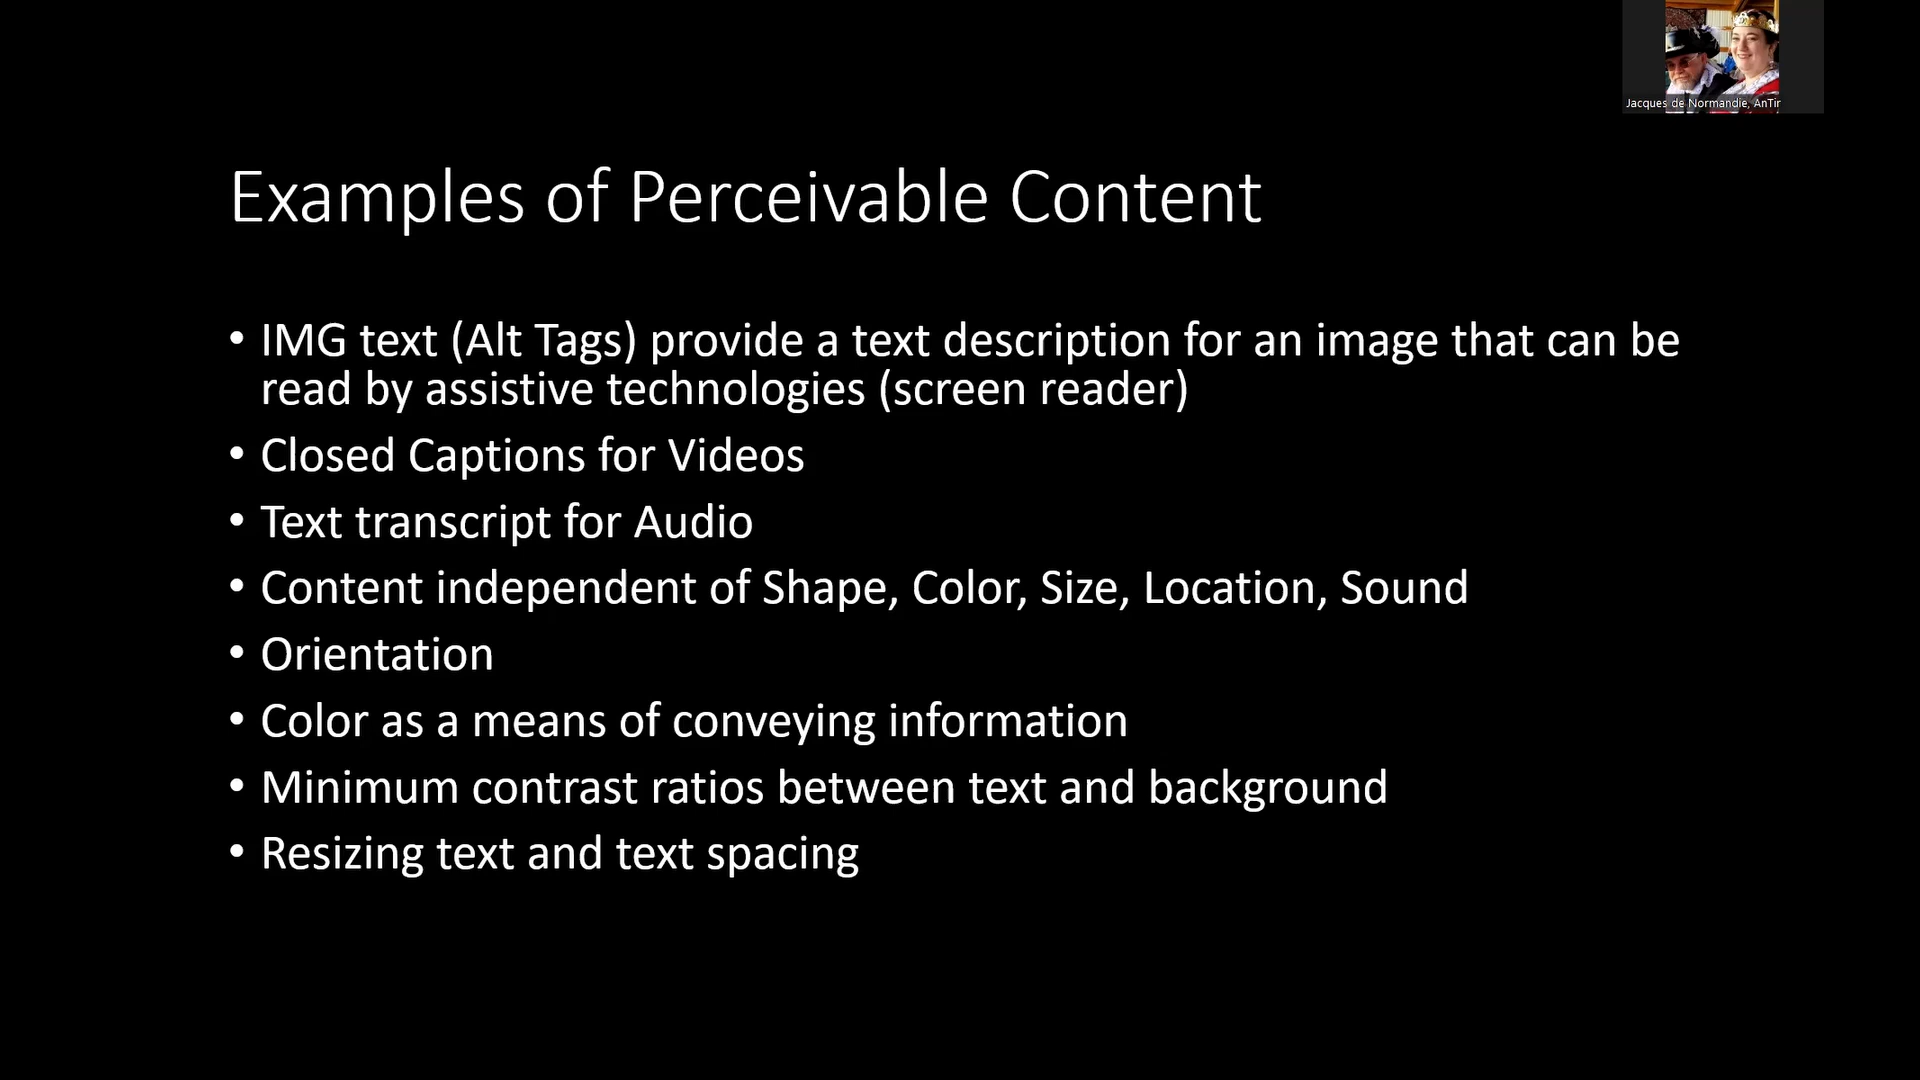 Jacques de Normandie, AnTir
Examples of Perceivable Content
• IMG text (Alt Tags) provide a text description for an image that can be
read by assistive technologies (screen reader)
• Closed Captions for Videos
• Text transcript for Audio
• Content independent of Shape, Color, Size, Location, Sound
• Orientation
• Color as a means of conveying information
• Minimum contrast ratios between text and background
• Resizing text and text spacing